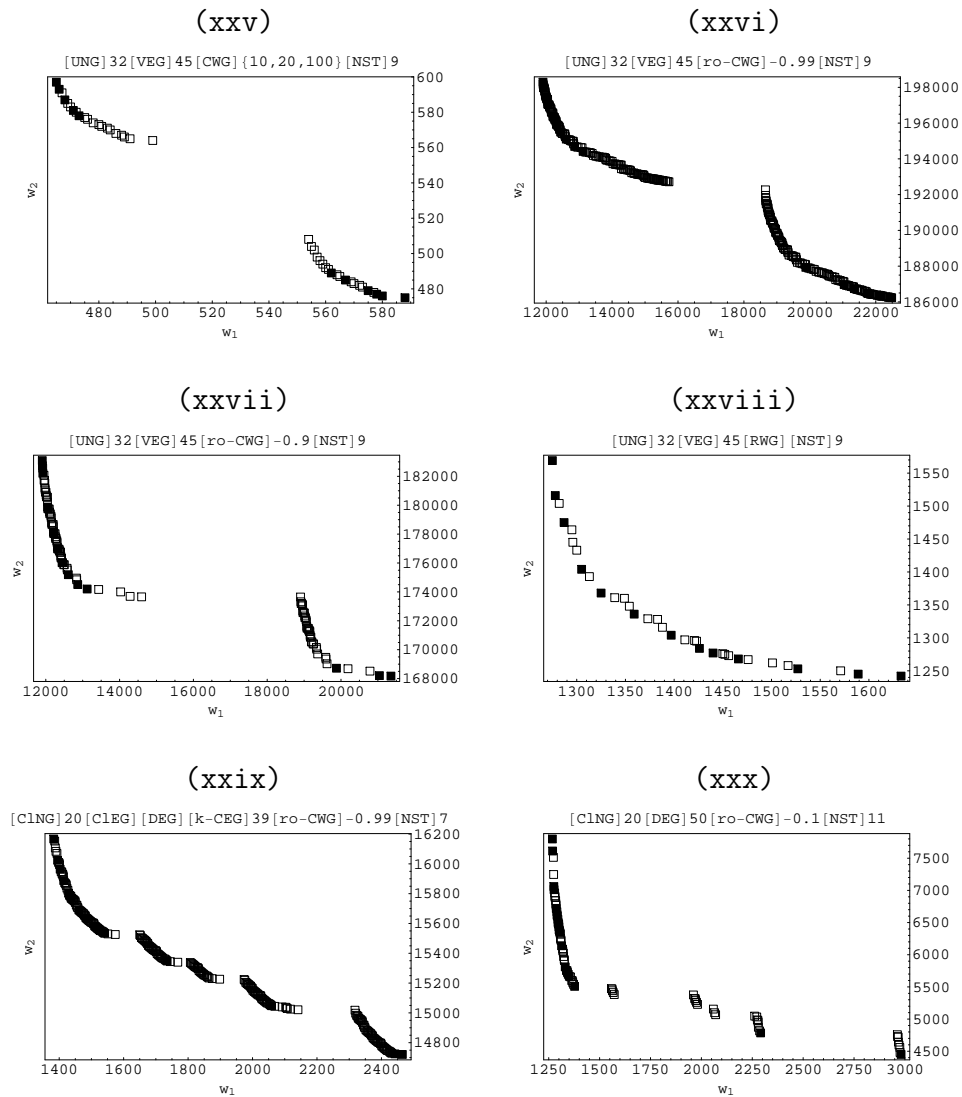 (xxv)
[UNG]32[VEG]45[CWG]{10,20,100}[NST]9
600
580
560
540
520
500
480
w2
480 500 520 540 560 580
w1
(xxvi)
[UNG]32[VEG]45[ro-CWG]-0.99[NST]9
198000
196000
194000
192000
190000
188000
186000
w2
12000 14000 16000 18000 20000 22000
w1
(xxvii)
[UNG]32[VEG]45[ro-CWG]-0.9[NST]9
182000
180000
178000
176000
174000
172000
170000
168000
w2
12000 14000 16000 18000 20000
w1
(xxviii)
[UNG]32[VEG]45[RWG][NST]9
1550
1500
1450
1400
1350
1300
1250
w2
1300 1350 1400 1450 1500 1550 1600
w1
(xxix)
[ClNG]20[ClEG][DEG][k-CEG]39[ro-CWG]-0.99[NST]7
16200
16000
15800
15600
15400
15200
15000
14800
w2
1400 1600 1800 2000 2200 2400
w1
(xxx)
[ClNG]20[DEG]50[ro-CWG]-0.1[NST]11
7500
7000
6500
6000
5500
5000
4500
w2
1250 1500 1750 2000 2250 2500 2750 3000
w1